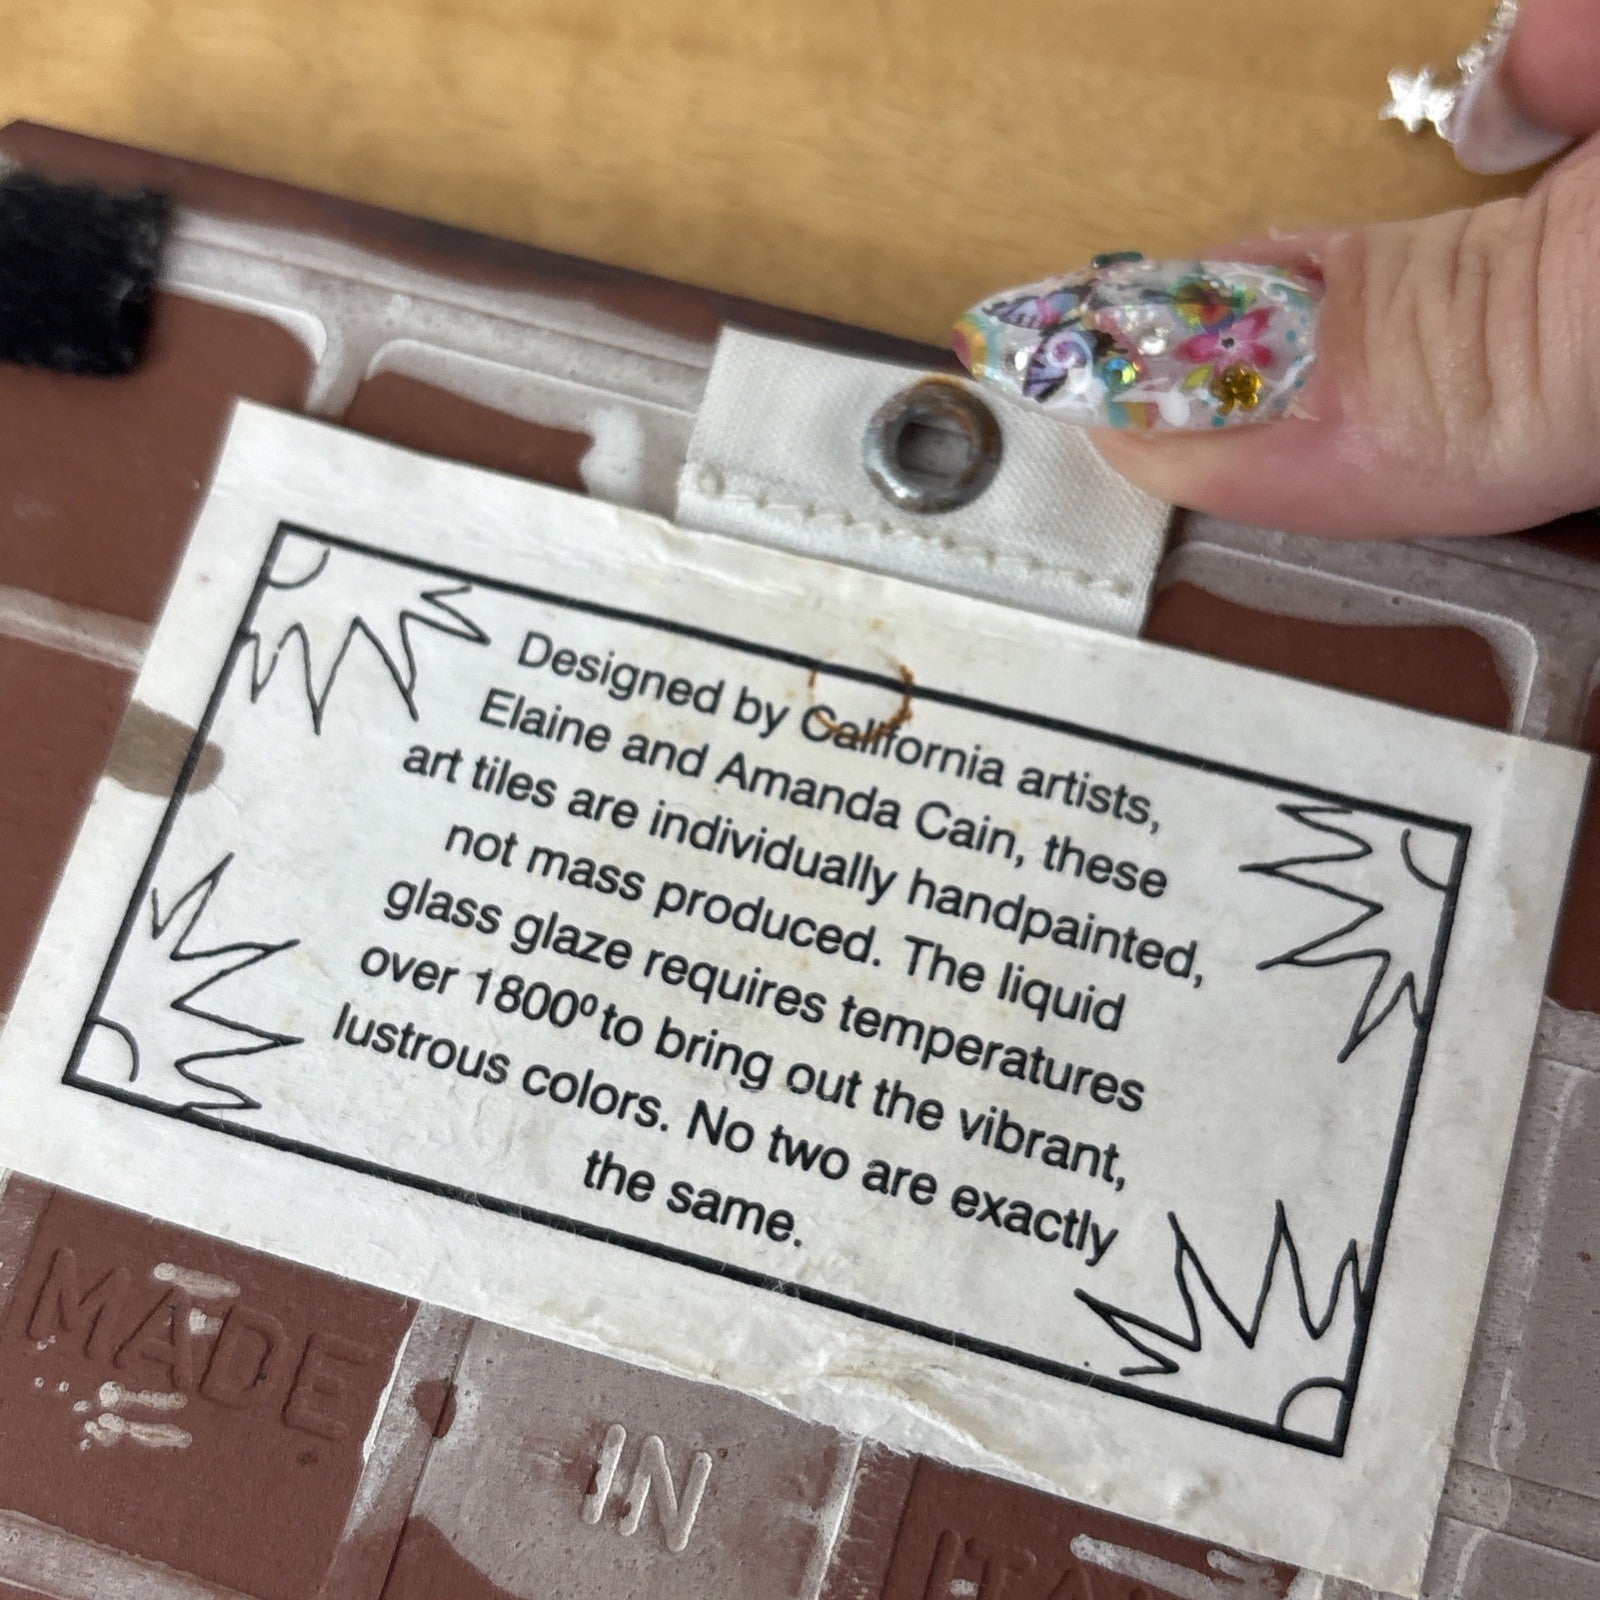 Designed by California artists,
Elaine and Amanda Cain, these
art tiles are individually handpainted,
not mass produced. The liquid
glass glaze requires temperatures
over 1800º to bring out the vibrant,
lustrous colors. No two are exactly
the same.
MADE
IN